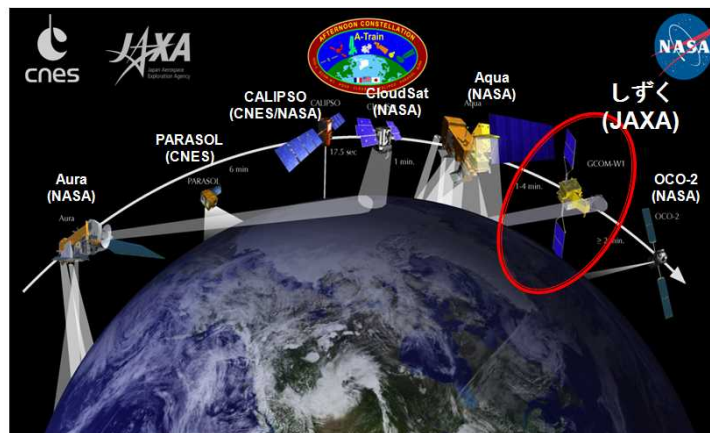 cnes
JAXA
Japan Aerospace
Exploration Agency
AFTERNOON CONSTELLATION
A-Train
NASA
Aqua
(NASA)
Aqua
しずく
(JAXA)
CloudSat
(NASA)
CALIPSO
(CNES/NASA)
CALIPSO
PARASOL
(CNES)
PARASOL
6 min
17.5 sec
1 min.
1-4 min.
GCOM-W1
OCO-2
(NASA)
OCO-2
Aura
(NASA)
Aura